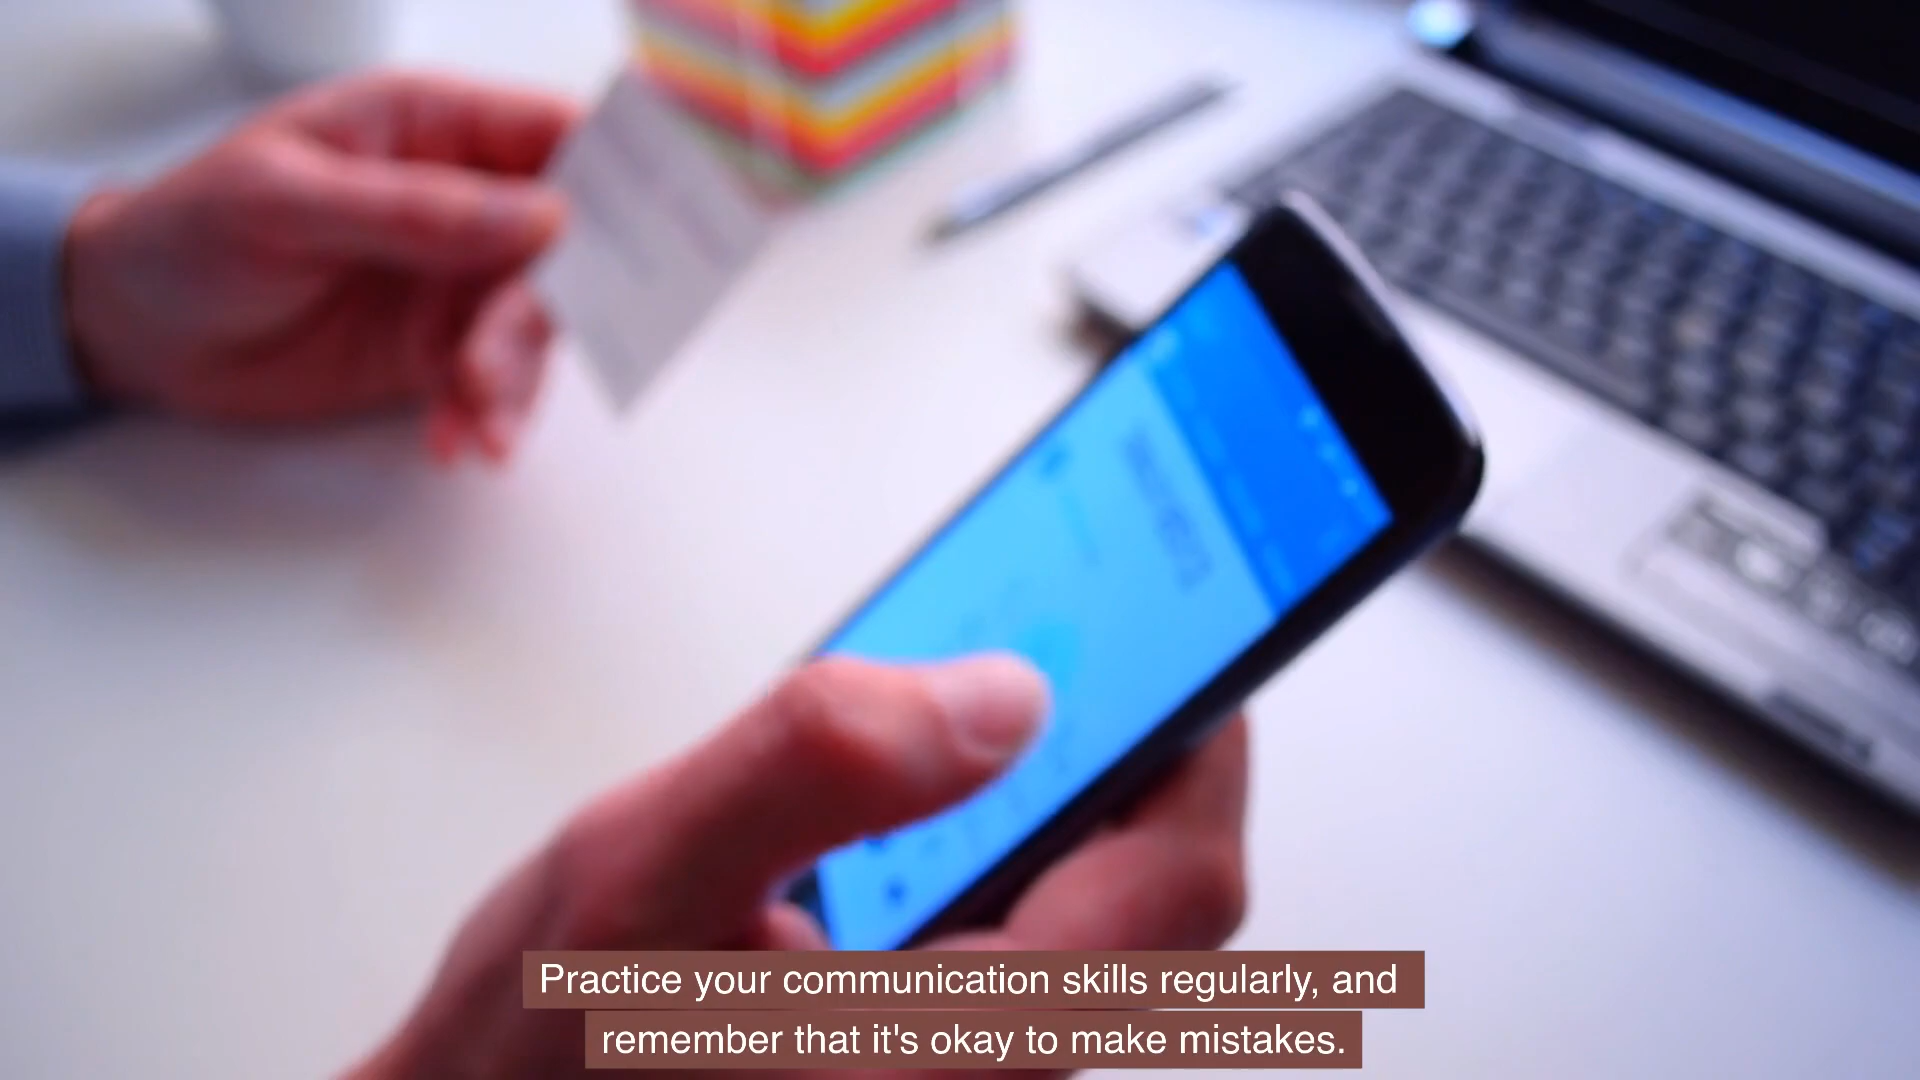 Practice your communication skills regularly, and
remember that it's okay to make mistakes.